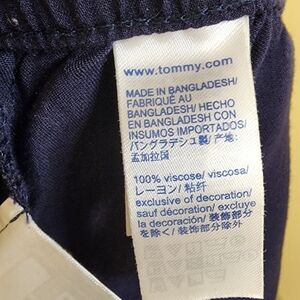 www.tommy.com
MADE IN BANGLADESH/
FABRIQUÉ AU
BANGLADESH/ HECHO
EN BANGLADESH CON
INSUMOS IMPORTADOS/
バングラデシュ製/ 产地:
孟加拉国
100% viscose/ viscosa/
レーヨン/ 粘纤
exclusive of decoration/
sauf décoration/ excluye
la decoración/ 装飾部分
を除く/ 装饰部分除外